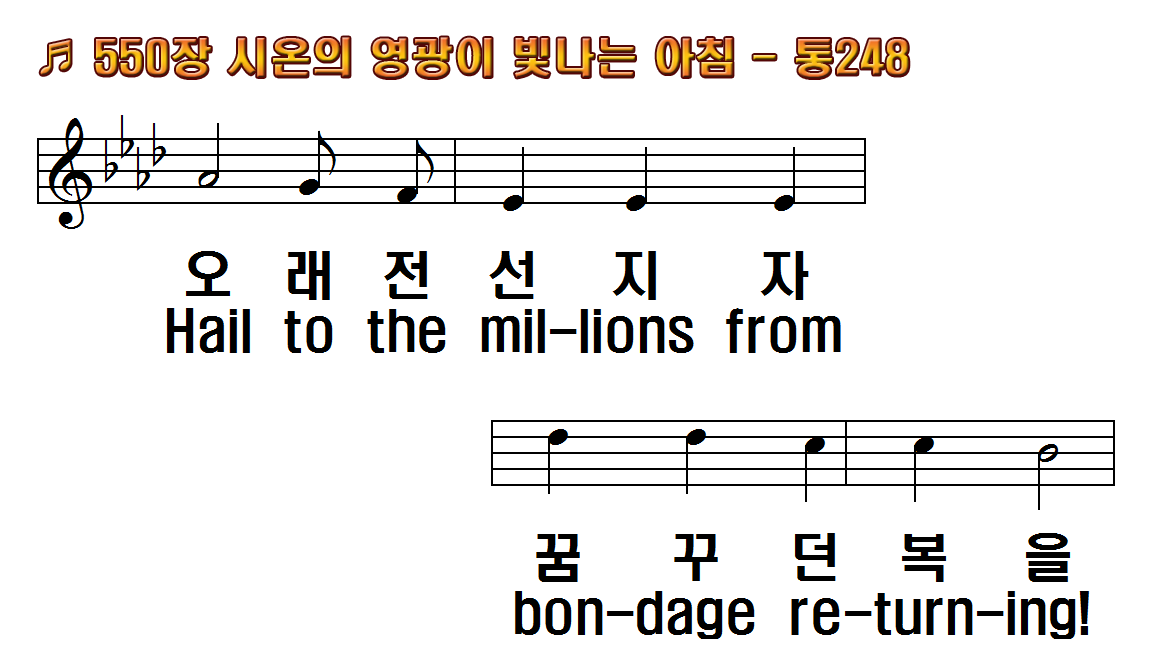 ♬ 550장 시온의 영광이 빛나는 아침 - 통248
오 래 전 선 지 자
Hail to the mil-lions from
꿈 꾸 던 복 을
bon-dage re-turn-ing!